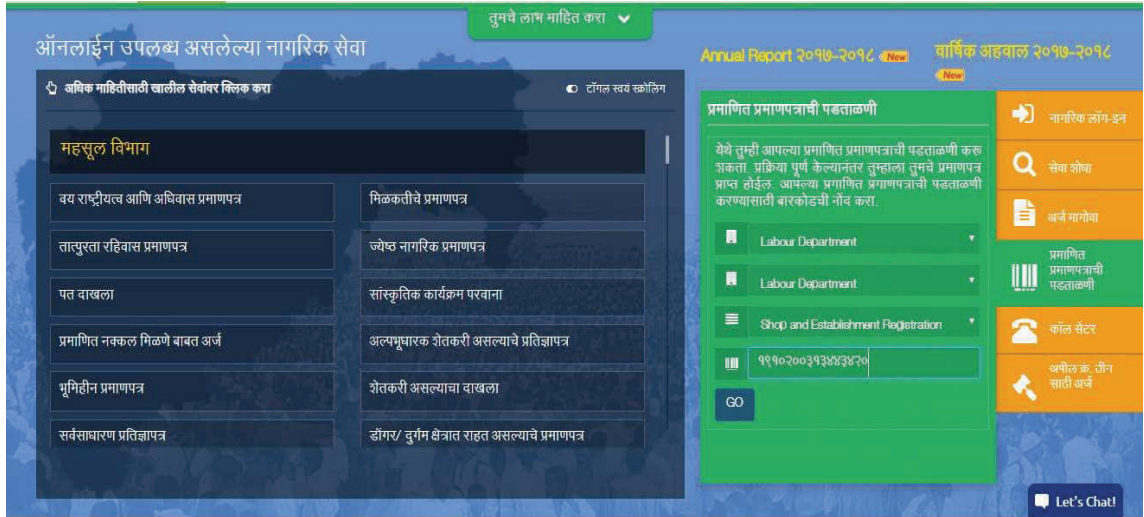 तुमचे लाभ माहित करा
ऑनलाईन उपलब्ध असलेल्या नागरिक सेवा
अधिक माहितीसाठी खालील सेवांवर क्लिक करा
टॉगल स्वयं स्क्रोलिंग
महसूल विभाग
वय राष्ट्रीयत्व आणि अधिवास प्रमाणपत्र
मिळकतीचे प्रमाणपत्र
तात्पुरता रहिवास प्रमाणपत्र
ज्येष्ठ नागरिक प्रमाणपत्र
पत दाखला
सांस्कृतिक कार्यक्रम परवाना
प्रमाणित नक्कल मिळणे बाबत अर्ज
अल्पभूधारक शेतकरी असल्याचे प्रतिज्ञापत्र
भूमिहीन प्रमाणपत्र
शेतकरी असल्याचा दाखला
सर्वसाधारण प्रतिज्ञापत्र
डोंगर/ दुर्गम क्षेत्रात राहत असल्याचे प्रमाणपत्र
Annual Report २०१७-२०१८ New
वार्षिक अहवाल २०१७-२०१८
New
प्रमाणित प्रमाणपत्राची पडताळणी
येथे तुम्ही आपल्या प्रमाणित प्रमाणपत्राची पडताळणी करू
शकता. प्रक्रिया पूर्ण केल्यानंतर तुम्हाला तुमचे प्रमाणपत्र
प्राप्त होईल. आपल्या प्रमाणित प्रमाणपत्राची पडताळणी
करण्यासाठी बारकोडची नोंद करा.
Labour Department
Labour Department
Shop and Establishment Registration
१९१०२००३१३४४३४२०
GO
नागरिक लॉग-इन
सेवा शोधा
अर्ज मागोवा
प्रमाणित
प्रमाणपत्राची
पडताळणी
कॉल सेंटर
अपील क्र. तीन
साठी अर्ज
Let's Chat!